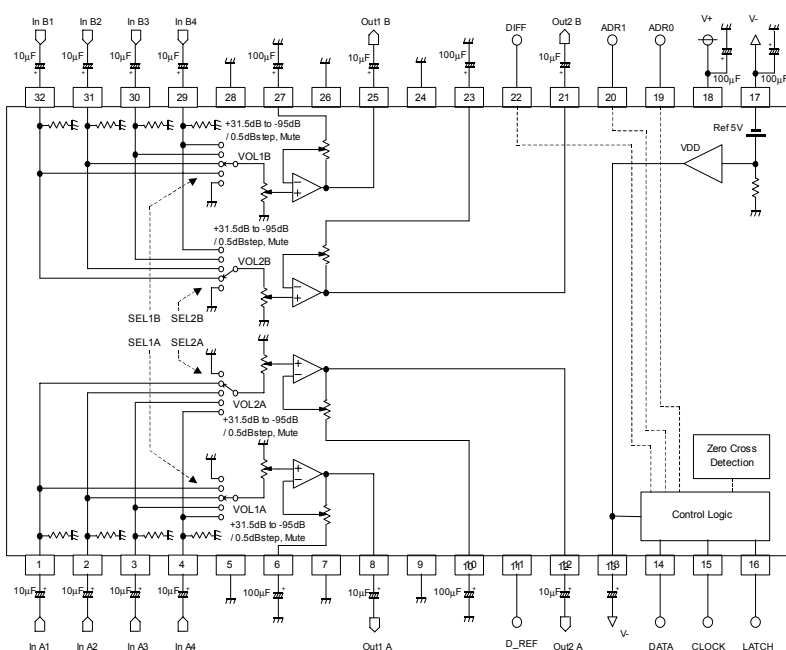 In B1 In B2 In B3 In B4 Out1 B DIFF Out2 B ADR1 ADR0 V+ V-
10µF 10µF 10µF 10µF 100µF 10µF 100µF 10µF 100µF 100µF
32 31 30 29 28 27 26 25 24 23 22 21 20 19 18 17
+31.5dB to -95dB
/ 0.5dBstep, Mute
VOL1B
Ref 5V
VDD
+31.5dB to -95dB
/ 0.5dBstep, Mute
VOL2B
SEL1B SEL2B
SEL1A SEL2A
VOL2A
+31.5dB to -95dB
/ 0.5dBstep, Mute
VOL1A
+31.5dB to -95dB
/ 0.5dBstep, Mute
Zero Cross
Detection
Control Logic
1 2 3 4 5 6 7 8 9 10 11 12 13 14 15 16
10µF 10µF 10µF 10µF 100µF 10µF 100µF 10µF
V-
In A1 In A2 In A3 In A4 Out1 A D_REF Out2 A DATA CLOCK LATCH